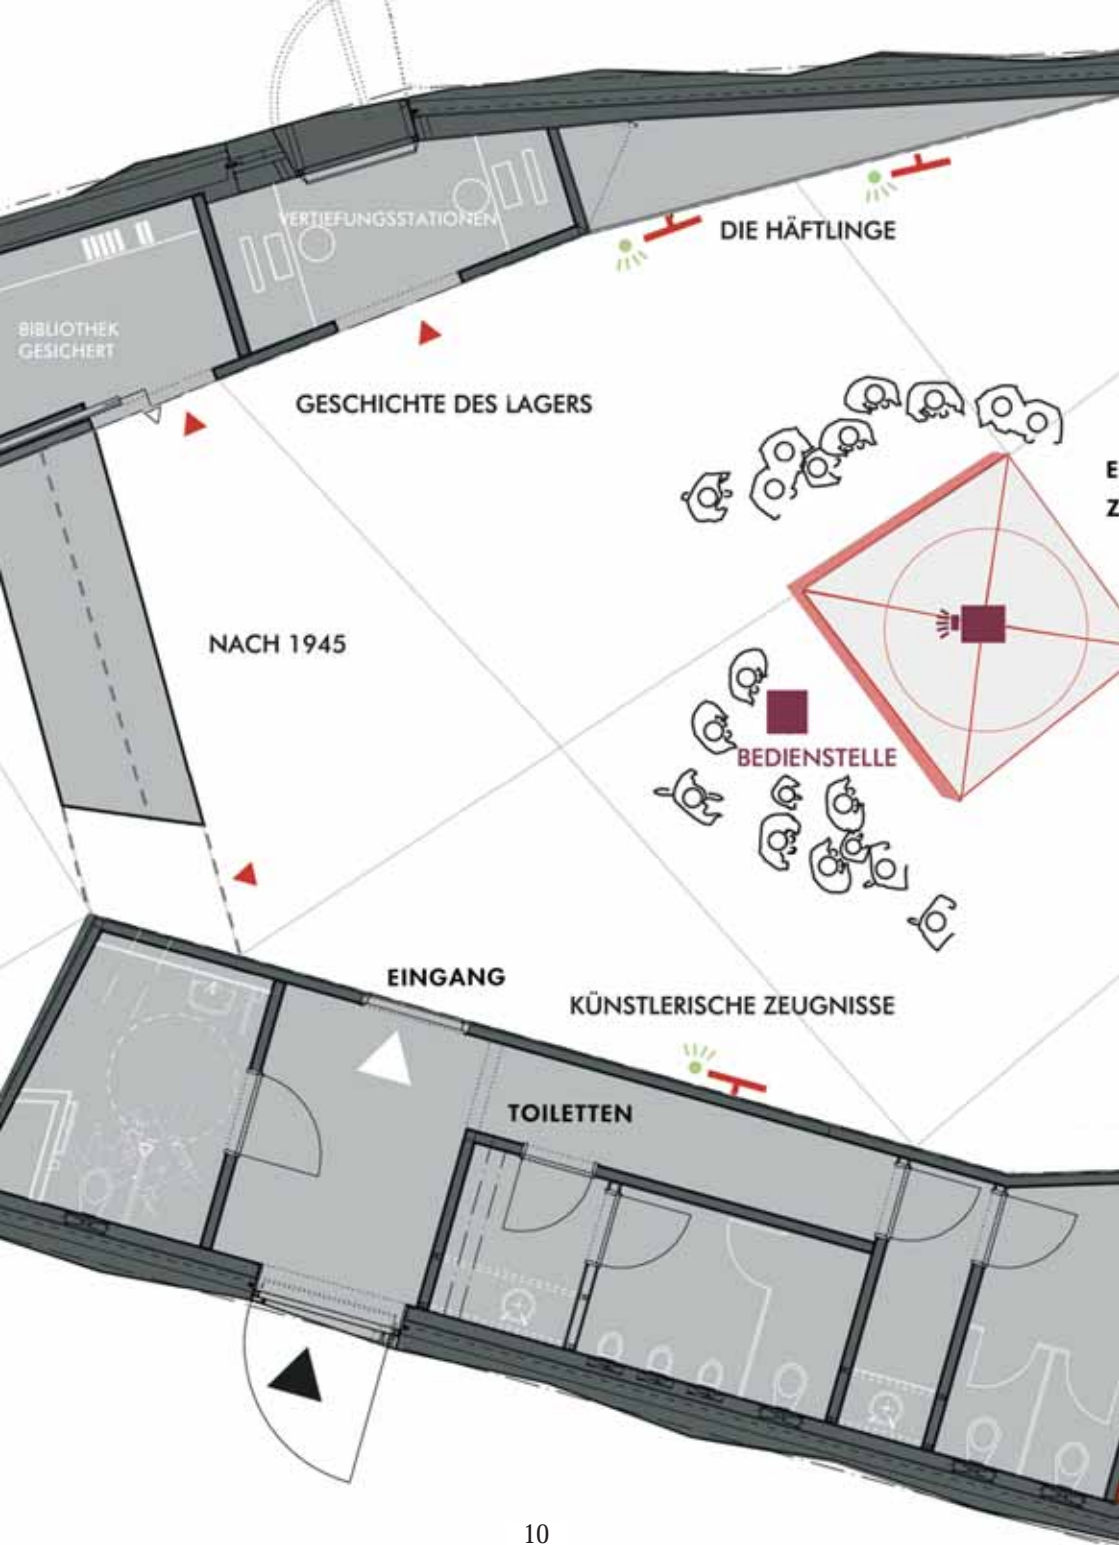 VERTIEFUNGSSTATIONEN
DIE HÄFTLINGE
BIBLIOTHEK
GESICHERT
GESCHICHTE DES LAGERS
E
Z
NACH 1945
BEDIENSTELLE
EINGANG
KÜNSTLERISCHE ZEUGNISSE
TOILETTEN
10